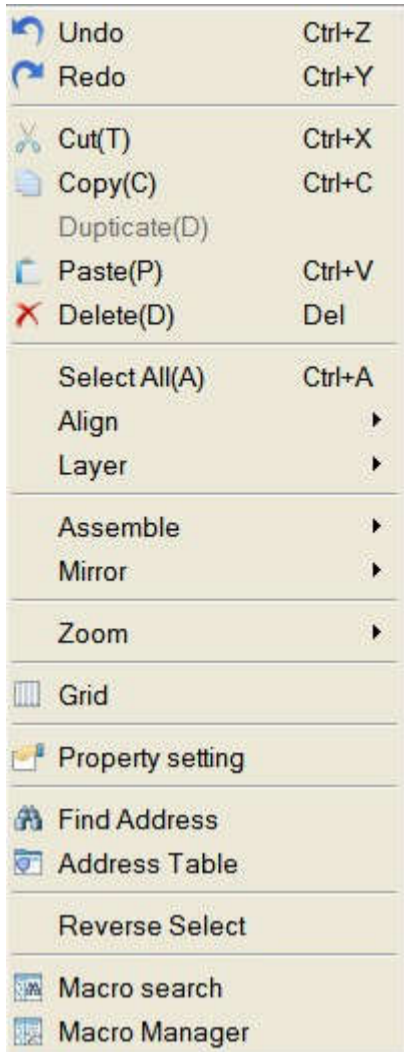 Undo Ctrl+Z
Redo Ctrl+Y
Cut(T) Ctrl+X
Copy(C) Ctrl+C
Dupticate(D)
Paste(P) Ctrl+V
Delete(D) Del
Select All(A) Ctrl+A
Align
Layer
Assemble
Mirror
Zoom
Grid
Property setting
Find Address
Address Table
Reverse Select
Macro search
Macro Manager